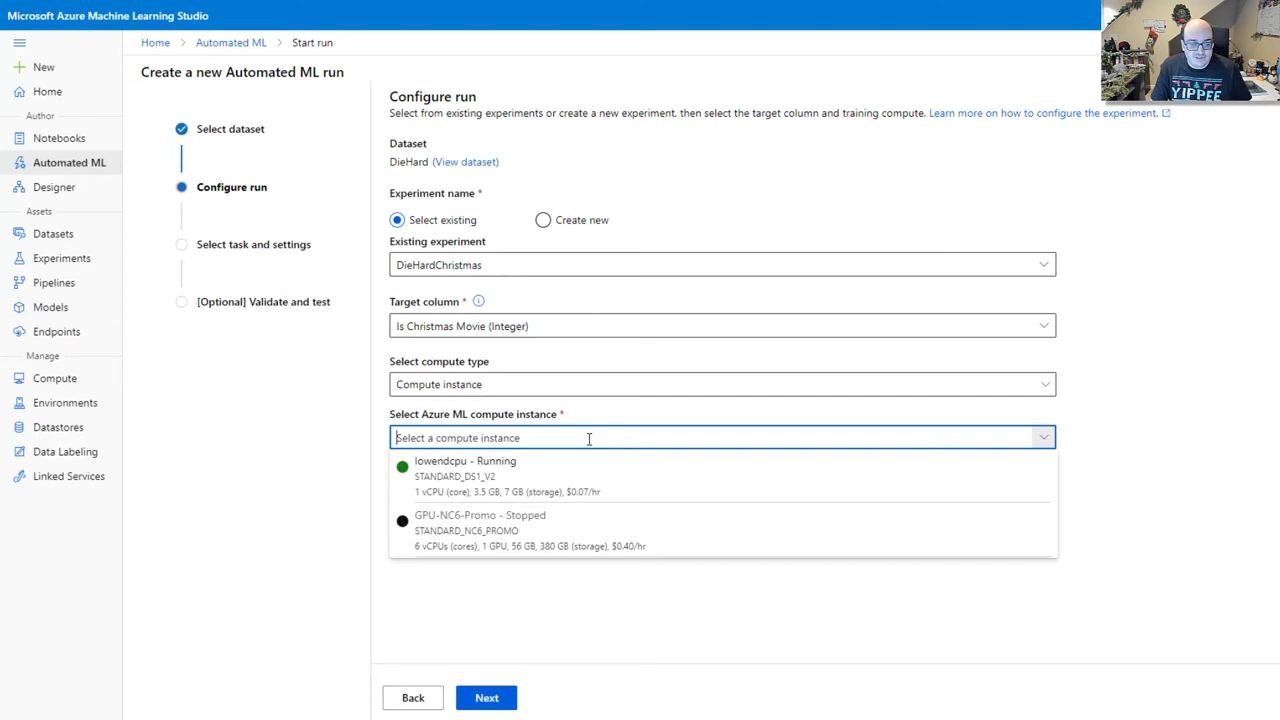 Microsoft Azure Machine Learning Studio
Home > Automated ML > Start run
New
Home
Author
Notebooks
Automated ML
Designer
Assets
Datasets
Experiments
Pipelines
Models
Endpoints
Manage
Compute
Environments
Datastores
Data Labeling
Linked Services
Create a new Automated ML run
Select dataset
Configure run
Select task and settings
[Optional] Validate and test
Configure run
Select from existing experiments or create a new experiment, then select the target column and training compute. Learn more on how to configure the experiment.
Dataset
DieHard (View dataset)
Experiment name *
Select existing
Create new
Existing experiment
DieHardChristmas
Target column *
Is Christmas Movie (Integer)
Select compute type
Compute instance
Select Azure ML compute instance *
Select a compute instance
lowendcpu - Running
STANDARD_DS1_V2
1 vCPU (core), 3.5 GB, 7 GB (storage), $0.07/hr
GPU-NC6-Promo - Stopped
STANDARD_NC6_PROMO
6 vCPUs (cores), 1 GPU, 56 GB, 380 GB (storage), $0.40/hr
Back
Next
YIPPEE